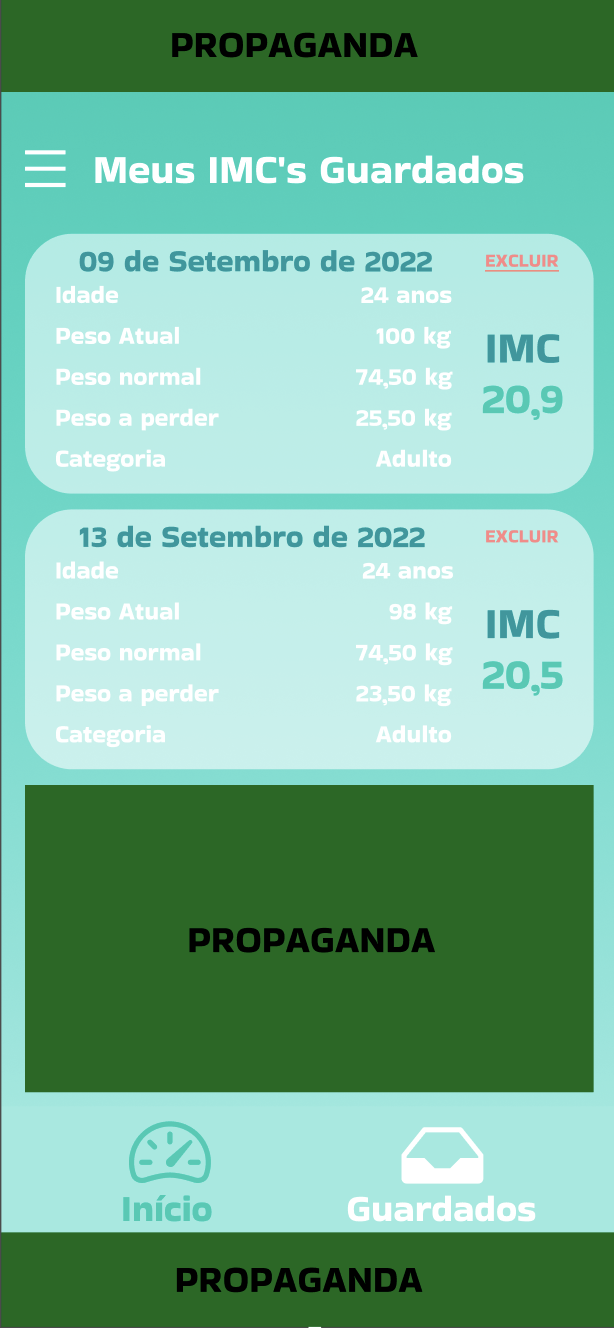 PROPAGANDA
Meus IMC's Guardados
09 de Setembro de 2022 EXCLUIR
Idade 24 anos
Peso Atual 100 kg
IMC
Peso normal 74,50 kg
20,9
Peso a perder 25,50 kg
Categoria Adulto
13 de Setembro de 2022 EXCLUIR
Idade 24 anos
Peso Atual 98 kg
IMC
Peso normal 74,50 kg
20,5
Peso a perder 23,50 kg
Categoria Adulto
PROPAGANDA
Início Guardados
PROPAGANDA